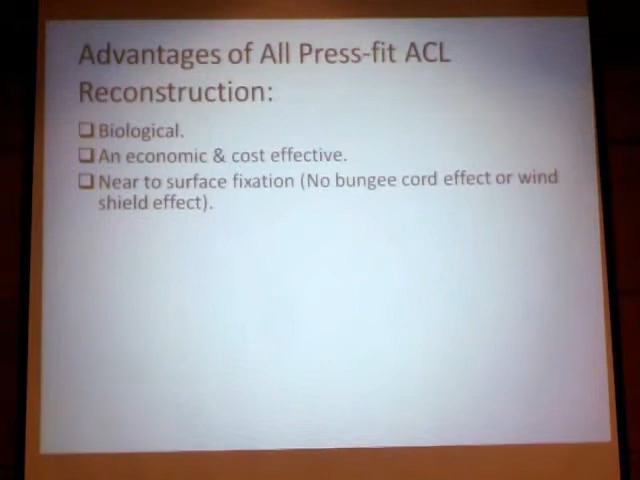 Advantages of All Press-fit ACL
Reconstruction:
❑ Biological.
❑ An economic & cost effective.
❑ Near to surface fixation (No bungee cord effect or wind
shield effect).